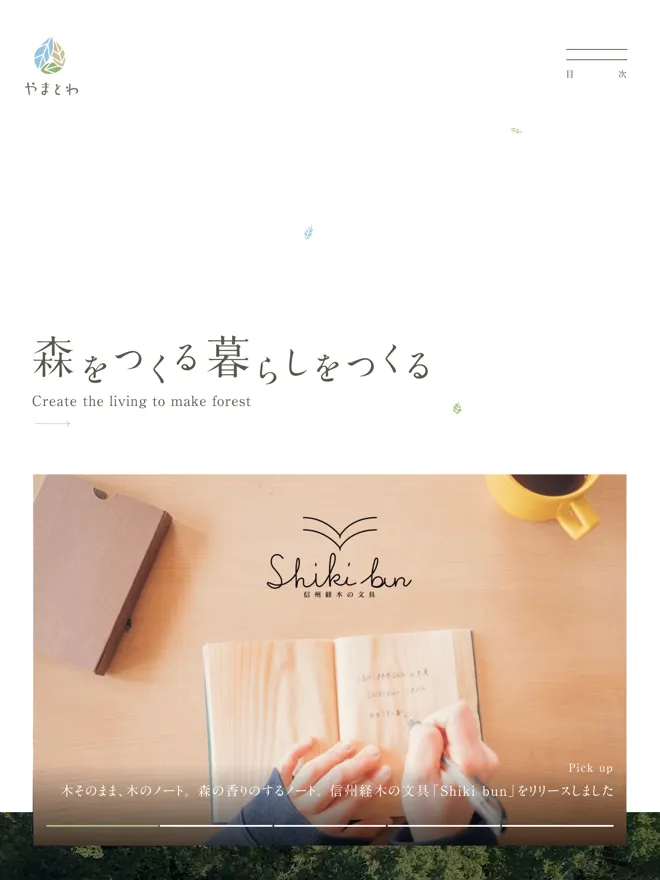 やまとわ
目 次
森をつくる暮らしをつくる
Create the living to make forest
Shiki bun
信州経木の文具
Pick up
木そのまま、木のノート。森の香りのするノート。信州経木の文具「Shiki bun」をリリースしました